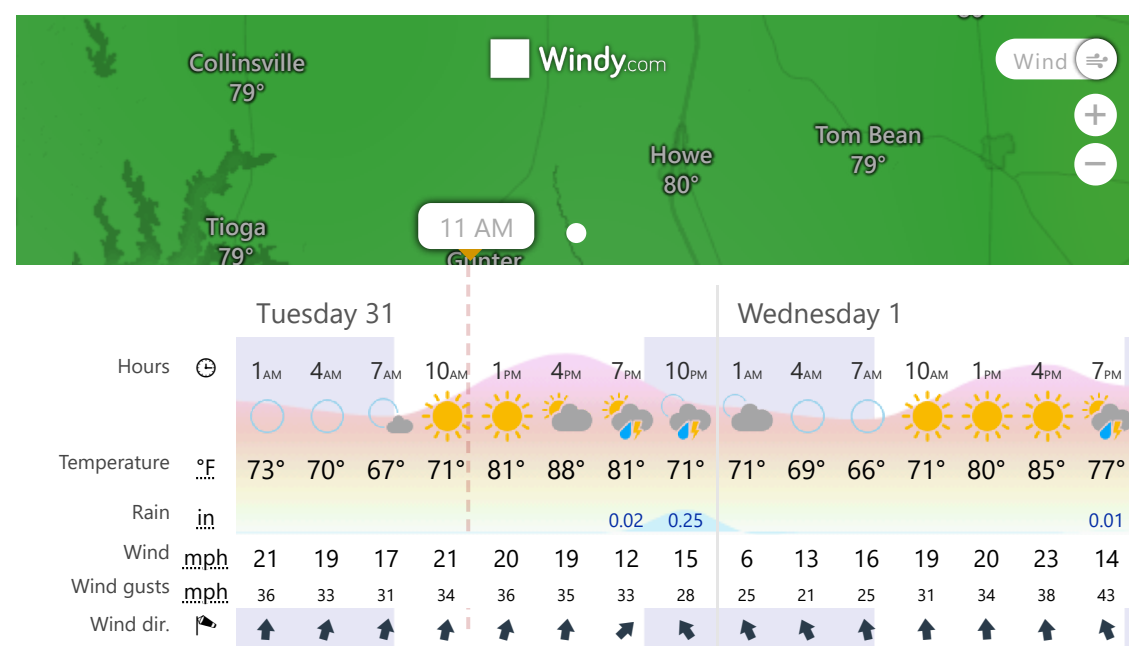 Collinsville
79°
Windy.com
Wind
Tom Bean
79°
Howe
80°
Tioga
79°
11 AM
Gunter
Tuesday 31
Wednesday 1
Hours 1AM 4AM 7AM 10AM 1PM 4PM 7PM 10PM 1AM 4AM 7AM 10AM 1PM 4PM 7PM
Temperature °F 73° 70° 67° 71° 81° 88° 81° 71° 71° 69° 66° 71° 80° 85° 77°
Rain in 0.02 0.25 0.01
Wind mph 21 19 17 21 20 19 12 15 6 13 16 19 20 23 14
Wind gusts mph 36 33 31 34 36 35 33 28 25 21 25 31 34 38 43
Wind dir.